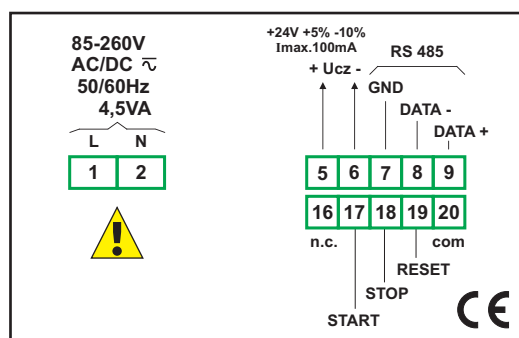 85-260V
AC/DC ⎓~
50/60Hz
4,5VA
L N
1 2
+24V +5% -10%
Imax.100mA
+ Ucz -
RS 485
GND
DATA -
DATA +
5 6 7 8 9
16 17 18 19 20
n.c. com
RESET
STOP
START
!
CE